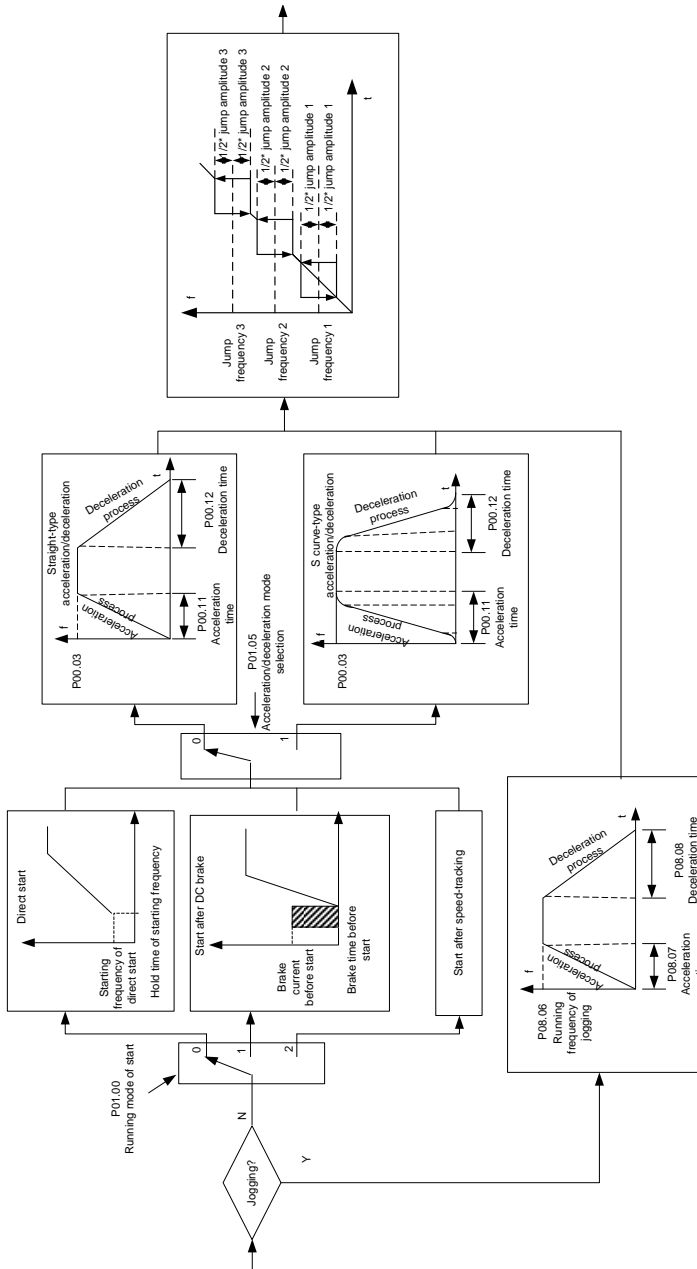 Jogging?
N
Y
P01.00
Running mode of start
0
1
2
Direct start
Starting
frequency of
direct start
Hold time of starting frequency
Start after DC brake
Brake
current
before start
Brake time before
start
Start after speed-tracking
P08.06
Running
frequency of
jogging
f
Acceleration
process
Deceleration
process
t
P08.07
Acceleration
P08.08
Deceleration time
P01.05
Acceleration/deceleration mode
selection
0
1
Straight-type
acceleration/deceleration
f
P00.03
Acceleration
process
Deceleration
process
t
P00.11
Acceleration
time
P00.12
Deceleration time
S curve-type
acceleration/deceleration
f
P00.03
Acceleration
process
Deceleration
process
t
P00.11
Acceleration
time
P00.12
Deceleration time
f
Jump
frequency 3
Jump
frequency 2
Jump
frequency 1
1/2* jump amplitude 3
1/2* jump amplitude 3
1/2* jump amplitude 2
1/2* jump amplitude 2
1/2* jump amplitude 1
1/2* jump amplitude 1
t